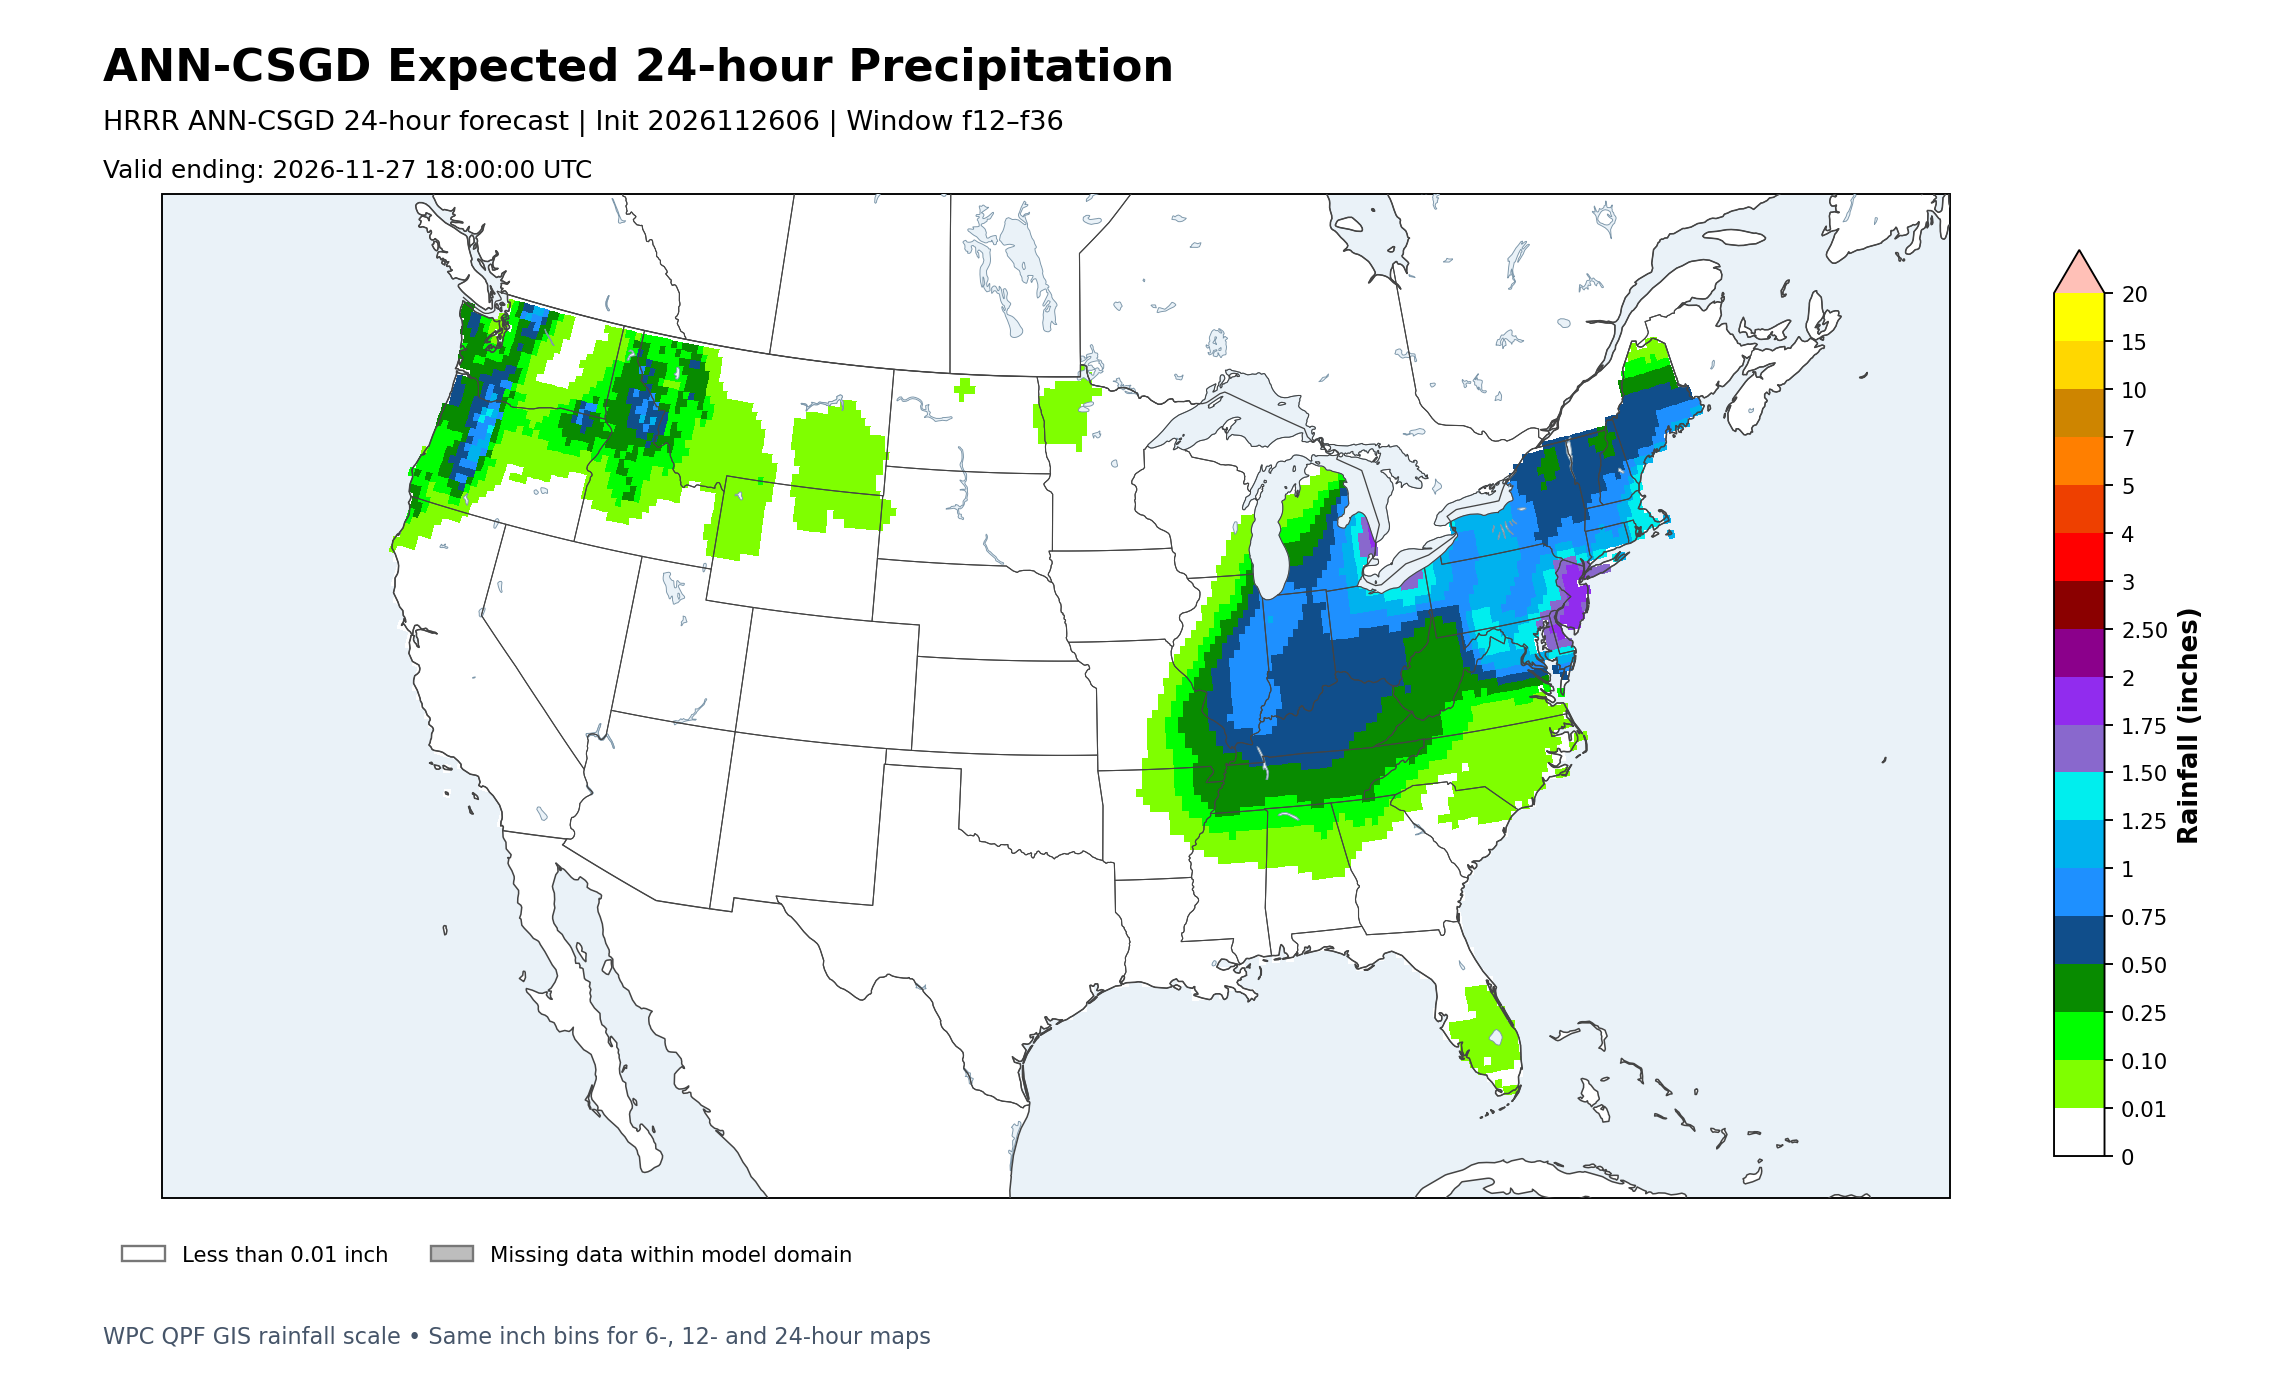 ANN-CSGD Expected 24-hour Precipitation
HRRR ANN-CSGD 24-hour forecast | Init 2026112606 | Window f12–f36
Valid ending: 2026-11-27 18:00:00 UTC
20
15
10
7
5
4
3
2.50
2
1.75
1.50
1.25
1
0.75
0.50
0.25
0.10
0.01
0
Rainfall (inches)
Less than 0.01 inch
Missing data within model domain
WPC QPF GIS rainfall scale • Same inch bins for 6-, 12- and 24-hour maps